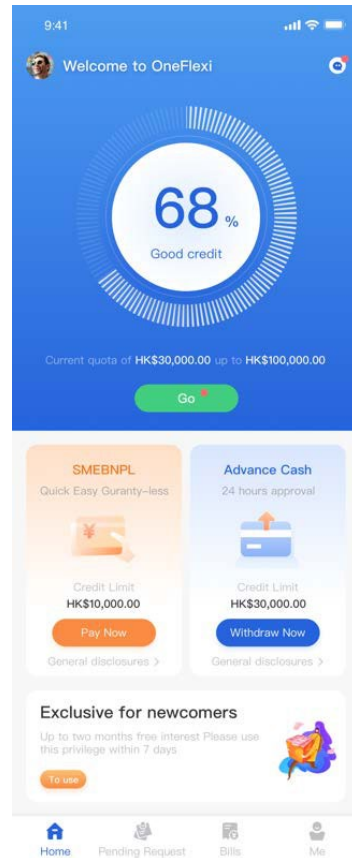 9:41
Welcome to OneFlexi
68 %
Good credit
Current quota of HK$30,000.00 up to HK$100,000.00
Go
SMEBNPL
Quick Easy Guranty-less
¥
Credit Limit
HK$10,000.00
Pay Now
General disclosures >
Advance Cash
24 hours approval
Credit Limit
HK$30,000.00
Withdraw Now
General disclosures >
Exclusive for newcomers
Up to two months free interest Please use
this privilege within 7 days
To use
Home
Pending Request
Bills
Me